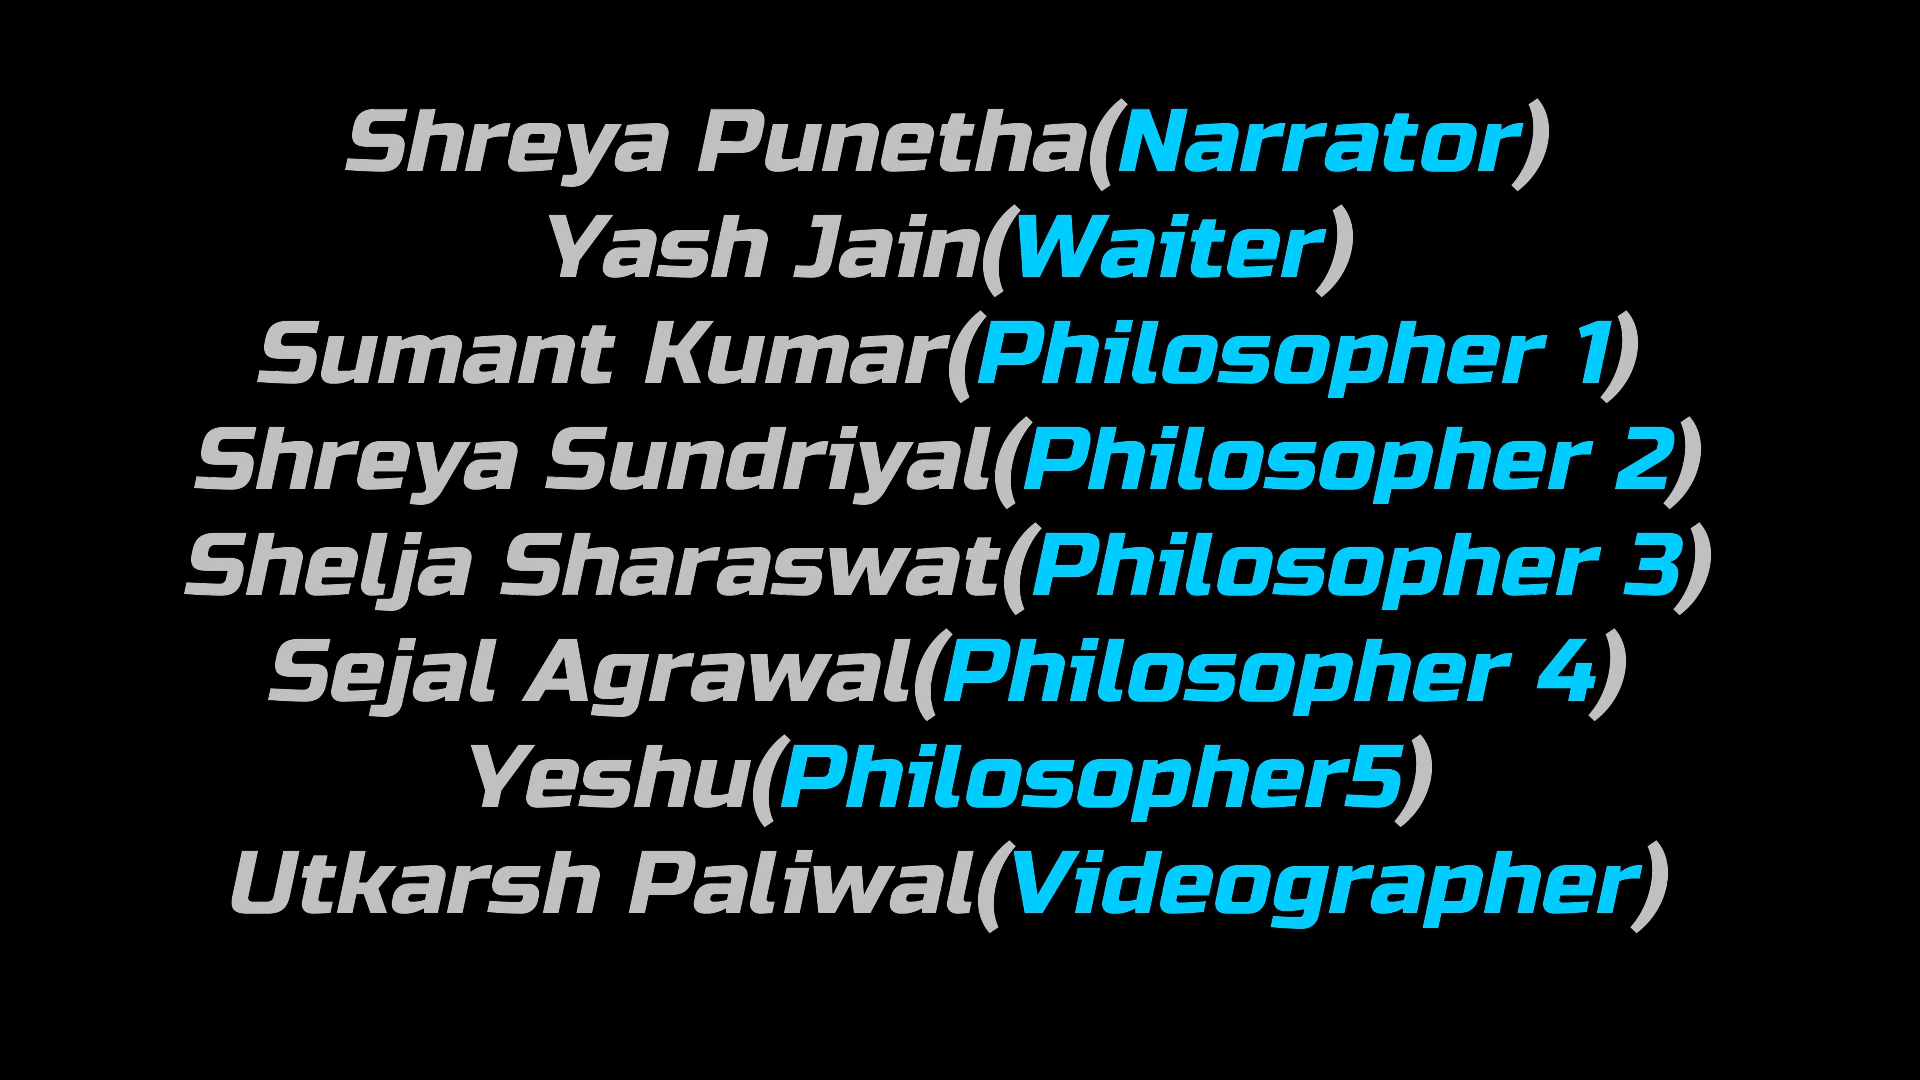 Shreya Punetha(Narrator)
Yash Jain(Waiter)
Sumant Kumar(Philosopher 1)
Shreya Sundriyal(Philosopher 2)
Shelja Sharaswat(Philosopher 3)
Sejal Agrawal(Philosopher 4)
Yeshu(Philosopher5)
Utkarsh Paliwal(Videographer)